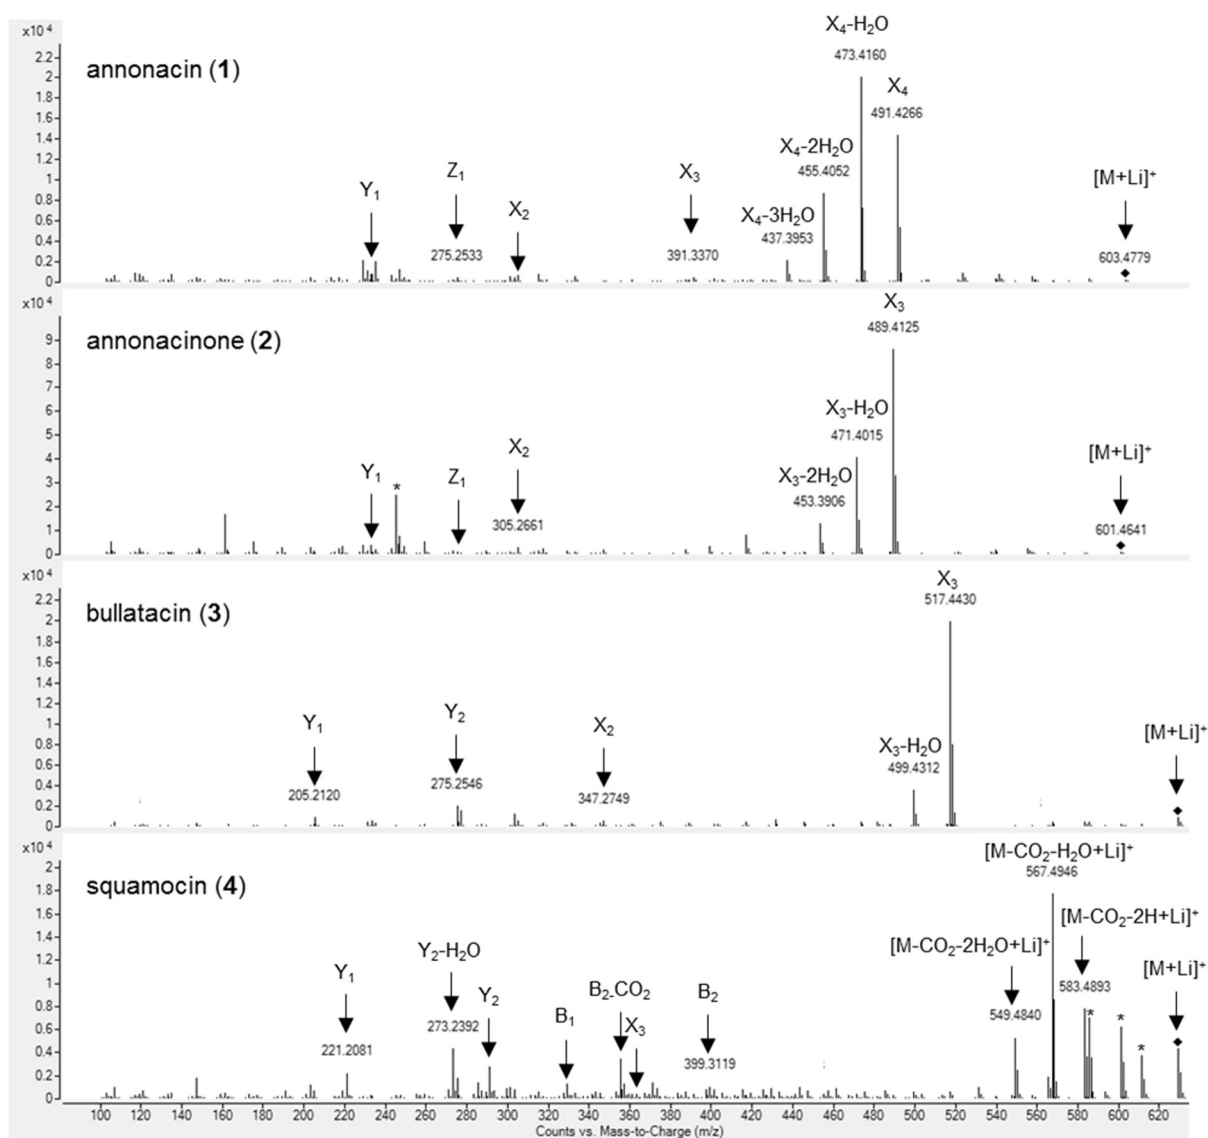 x10 4
annonacin (1)
X4-H2O
473.4160
X4
491.4266
X4-2H2O
455.4052
X4-3H2O
437.3953
Y1
Z1
275.2533
X2
X3
391.3370
[M+Li]+
603.4779
2.2
2
1.8
1.6
1.4
1.2
1
0.8
0.6
0.4
0.2
0
x10 4
annonacinone (2)
X3
489.4125
X3-H2O
471.4015
X3-2H2O
453.3906
Y1
*
Z1
X2
305.2661
[M+Li]+
601.4641
9
8
7
6
5
4
3
2
1
0
x10 4
bullatacin (3)
X3
517.4430
X3-H2O
499.4312
Y1
205.2120
Y2
275.2546
X2
347.2749
[M+Li]+
2.2
2
1.8
1.6
1.4
1.2
1
0.8
0.6
0.4
0.2
0
x10 4
squamocin (4)
[M-CO2-H2O+Li]+
567.4946
[M-CO2-2H+Li]+
583.4893
[M-CO2-2H2O+Li]+
549.4840
[M+Li]+
Y1
221.2081
Y2-H2O
273.2392
Y2
B1
B2-CO2
X3
B2
399.3119
* * *
2
1.8
1.6
1.4
1.2
1
0.8
0.6
0.4
0.2
0
100 120 140 160 180 200 220 240 260 280 300 320 340 360 380 400 420 440 460 480 500 520 540 560 580 600 620
Counts vs. Mass-to-Charge (m/z)